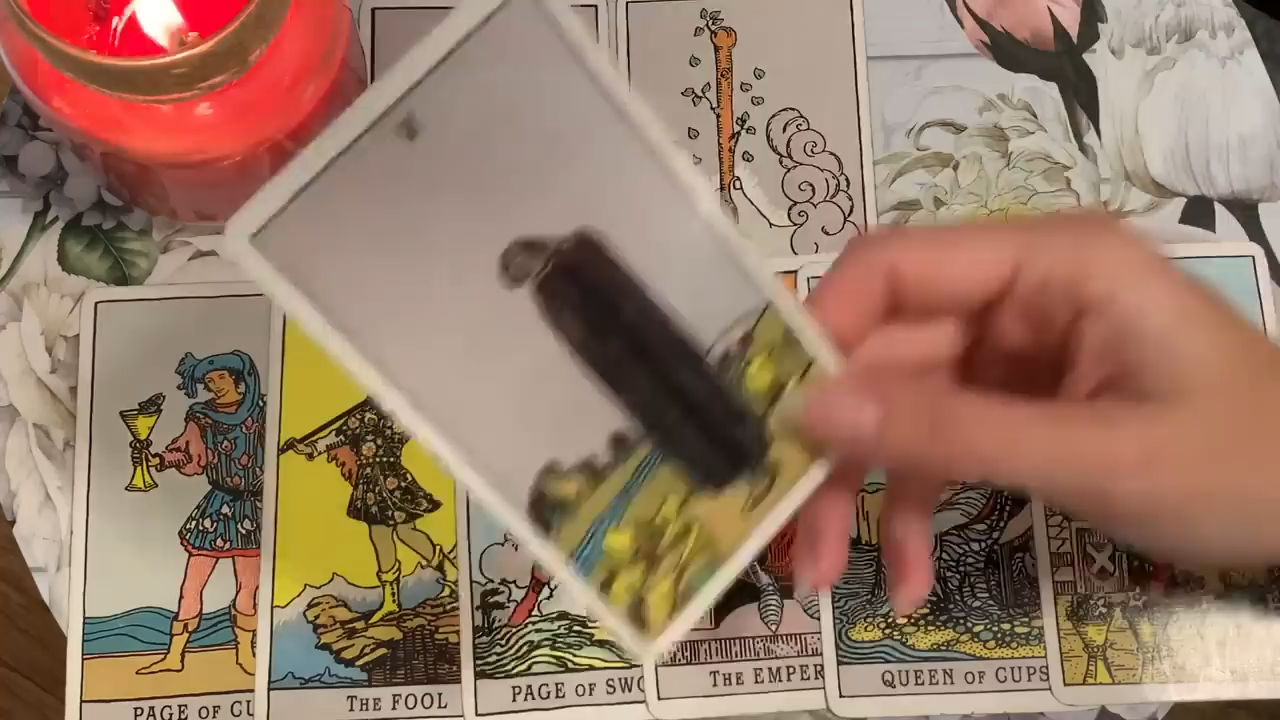 PAGE OF CU
THE FOOL
PAGE OF SWO
THE EMPER
QUEEN OF CUPS